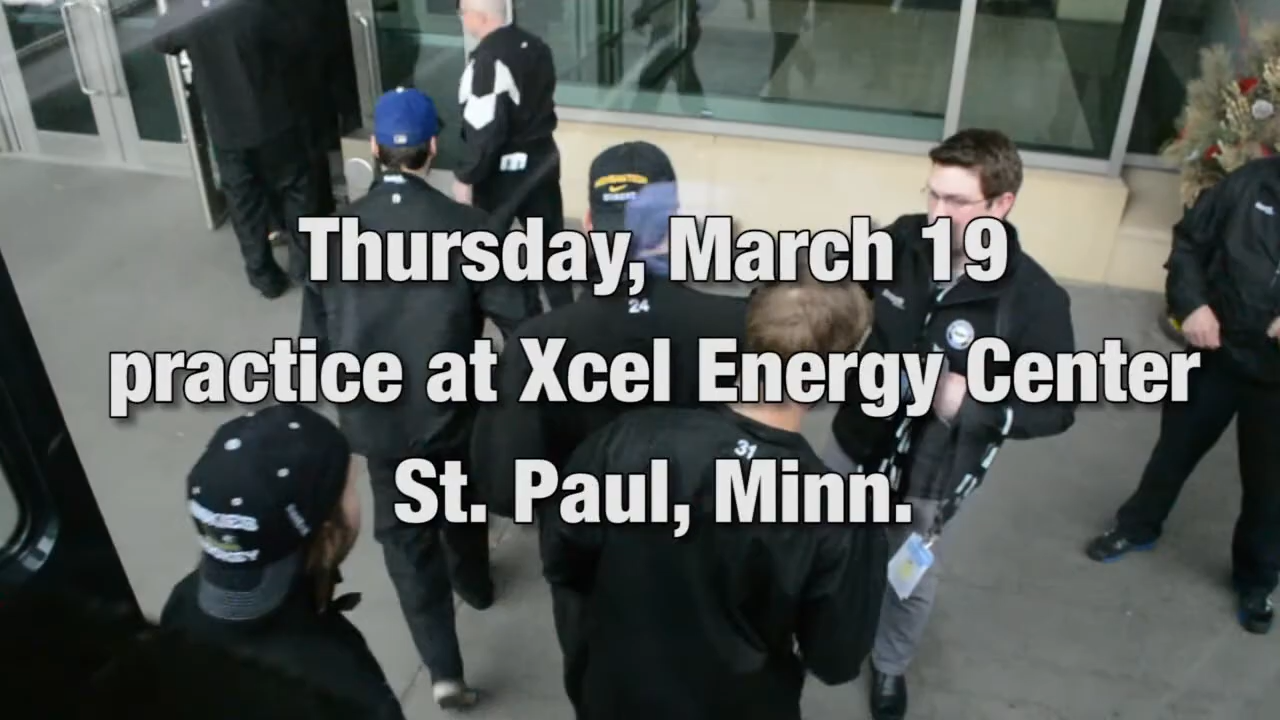 Thursday, March 19
24
practice at Xcel Energy Center
31
St. Paul, Minn.